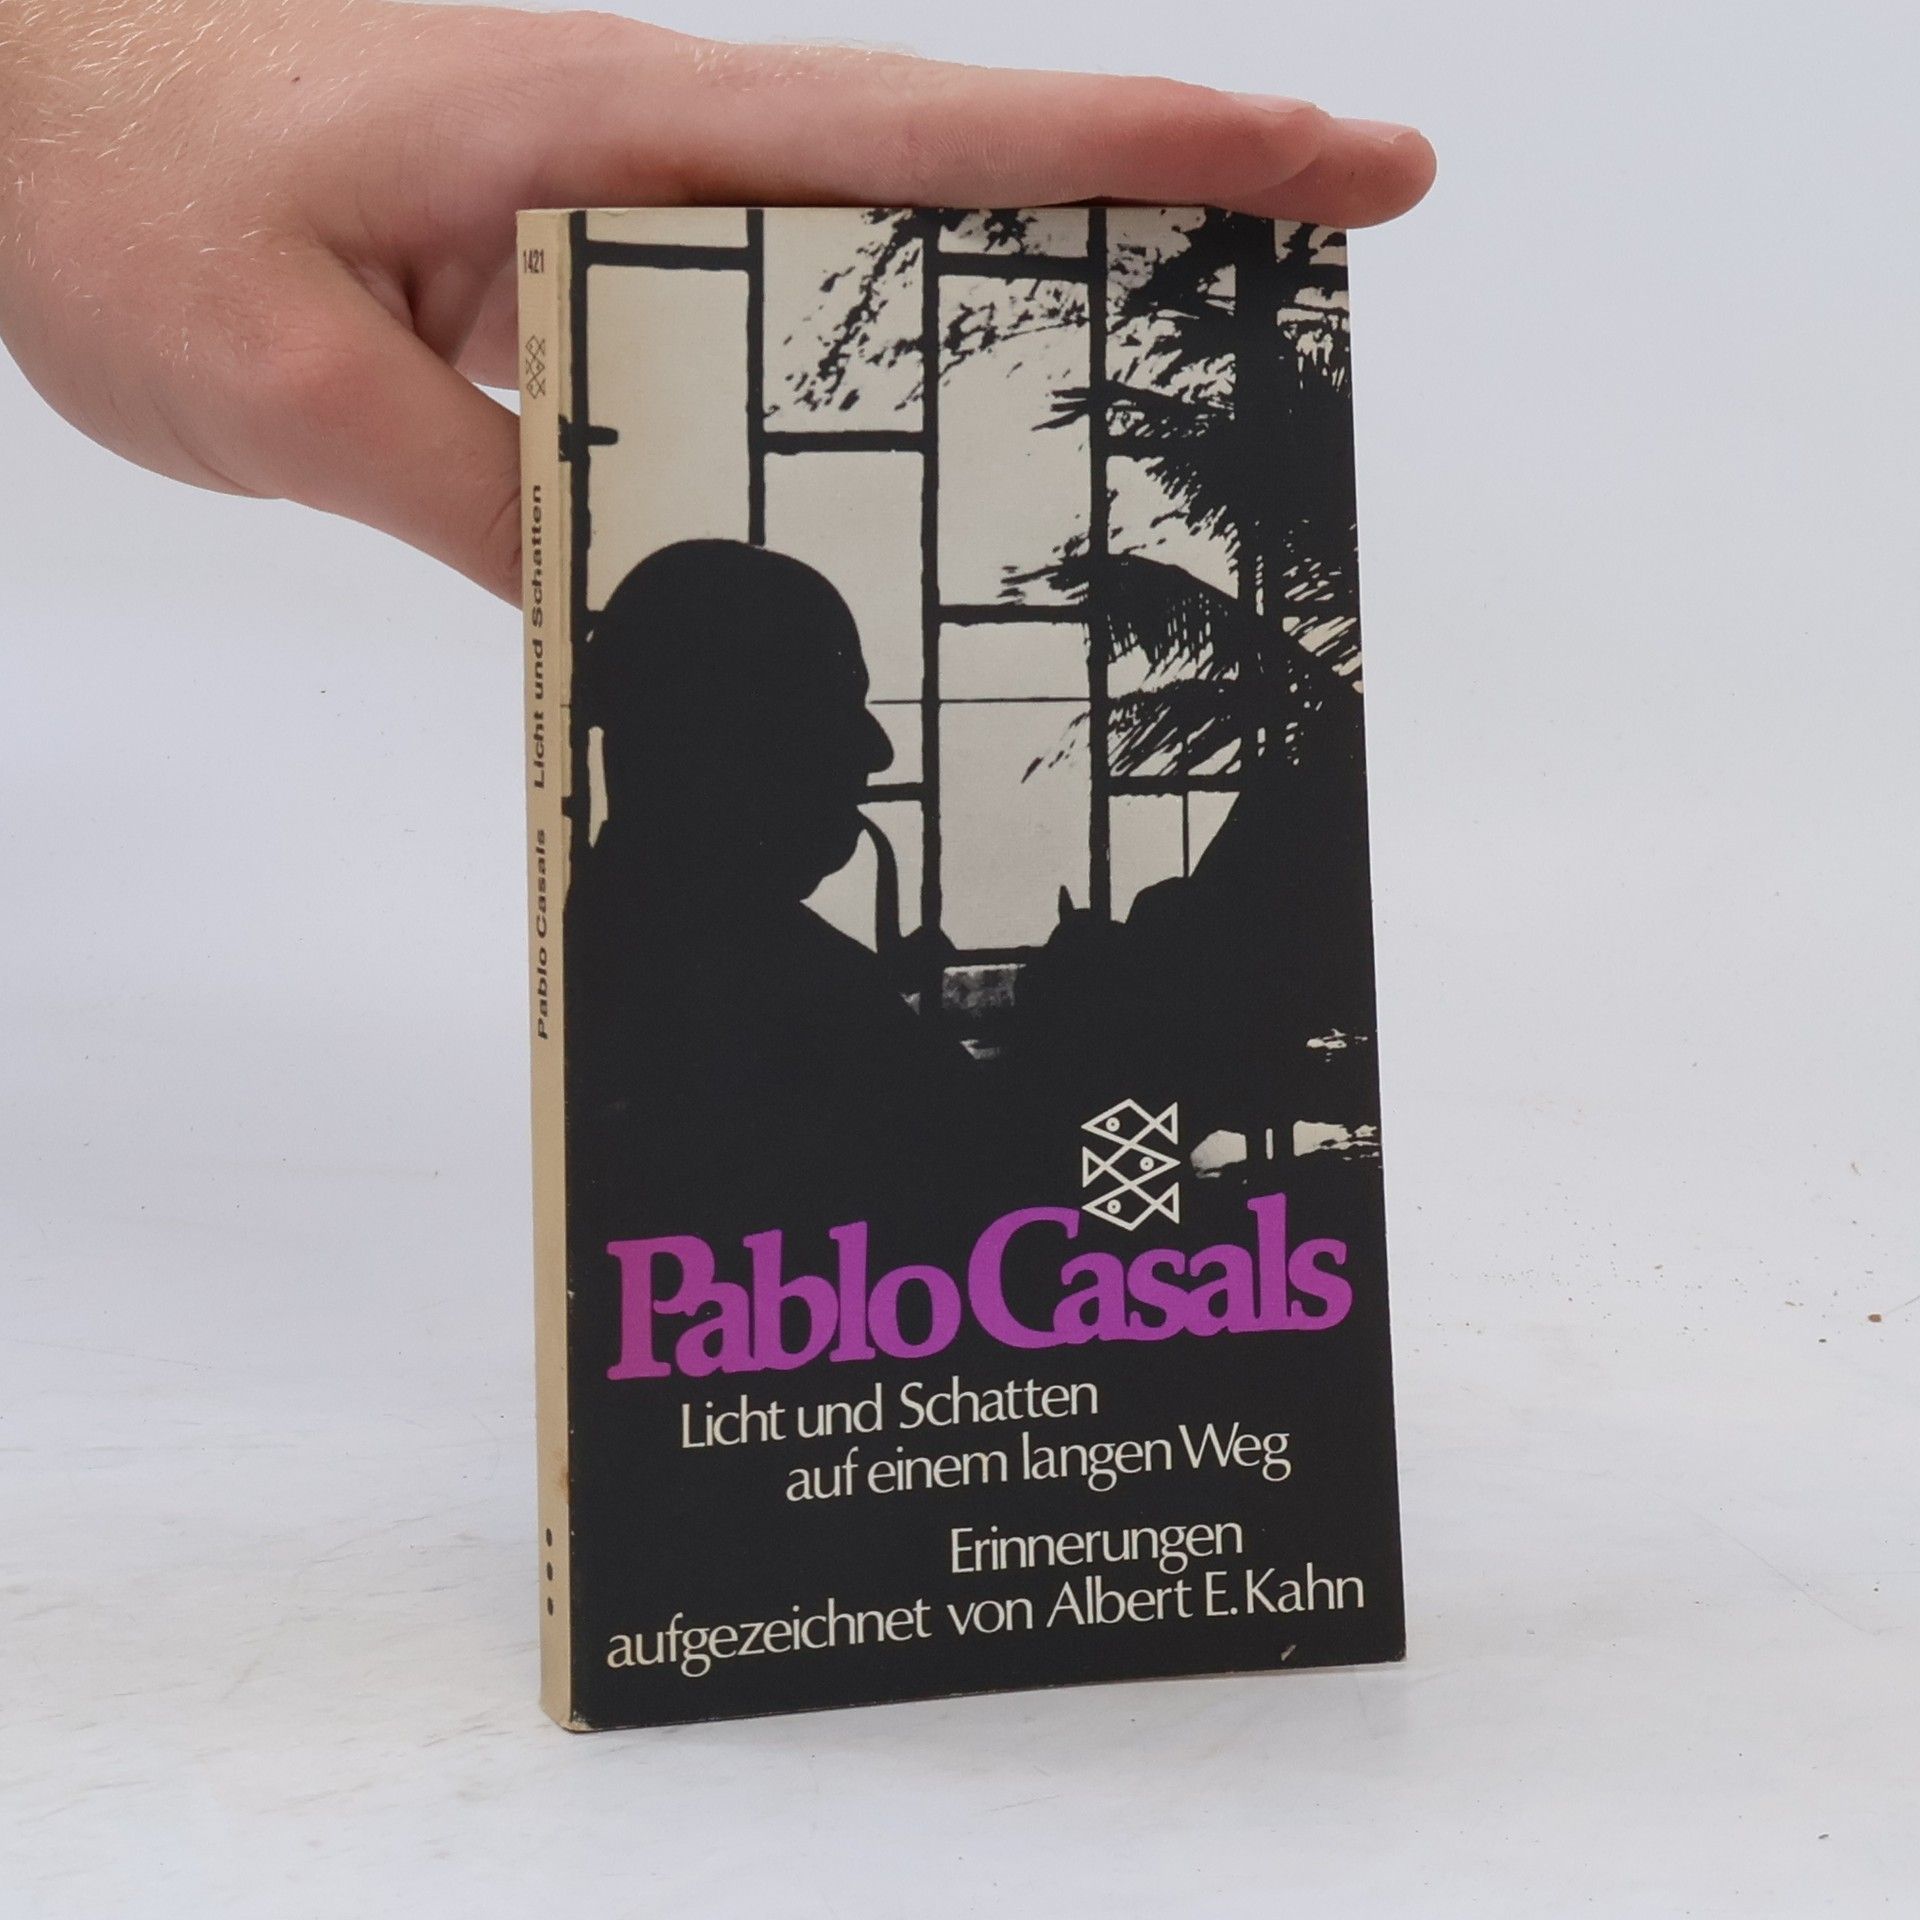 1421
Pablo Casals Licht und Schatten
Pablo Casals
Licht und Schatten
auf einem langen Weg
Erinnerungen
aufgezeichnet von Albert E. Kahn